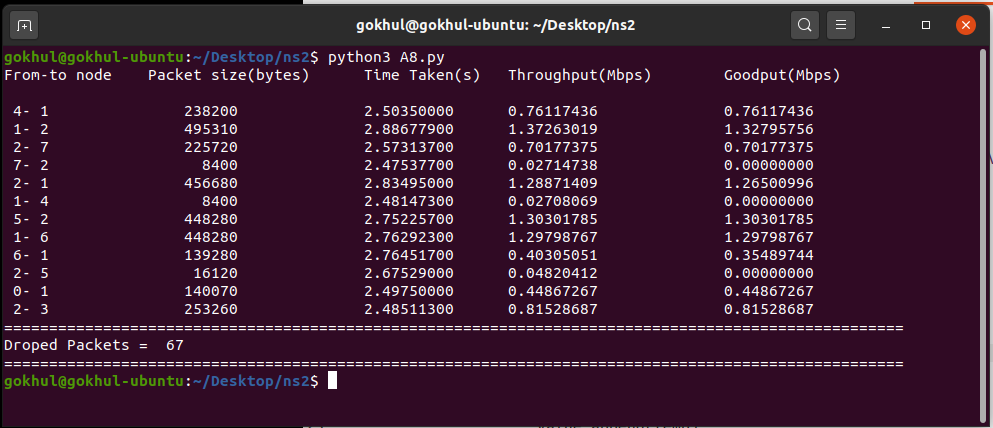 gokhul@gokhul-ubuntu: ~/Desktop/ns2
gokhul@gokhul-ubuntu:~/Desktop/ns2$ python3 A8.py
From-to node Packet size(bytes) Time Taken(s) Throughput(Mbps) Goodput(Mbps)
4- 1 238200 2.50350000 0.76117436 0.76117436
1- 2 495310 2.88677900 1.37263019 1.32795756
2- 7 225720 2.57313700 0.70177375 0.70177375
7- 2 8400 2.47537700 0.02714738 0.00000000
2- 1 456680 2.83495000 1.28871409 1.26500996
1- 4 8400 2.48147300 0.02708069 0.00000000
5- 2 448280 2.75225700 1.30301785 1.30301785
1- 6 448280 2.76292300 1.29798767 1.29798767
6- 1 139280 2.76451700 0.40305051 0.35489744
2- 5 16120 2.67529000 0.04820412 0.00000000
0- 1 140070 2.49750000 0.44867267 0.44867267
2- 3 253260 2.48511300 0.81528687 0.81528687
====================================================================================================
Droped Packets = 67
====================================================================================================
gokhul@gokhul-ubuntu:~/Desktop/ns2$